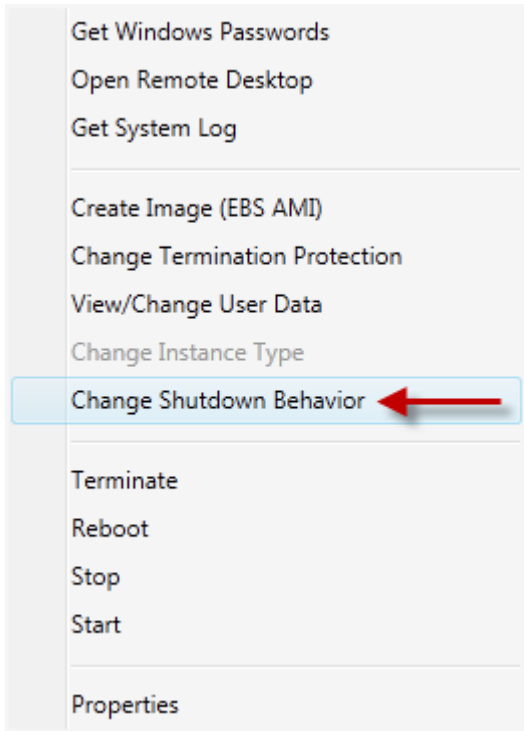 Get Windows Passwords
Open Remote Desktop
Get System Log
Create Image (EBS AMI)
Change Termination Protection
View/Change User Data
Change Instance Type
Change Shutdown Behavior
Terminate
Reboot
Stop
Start
Properties